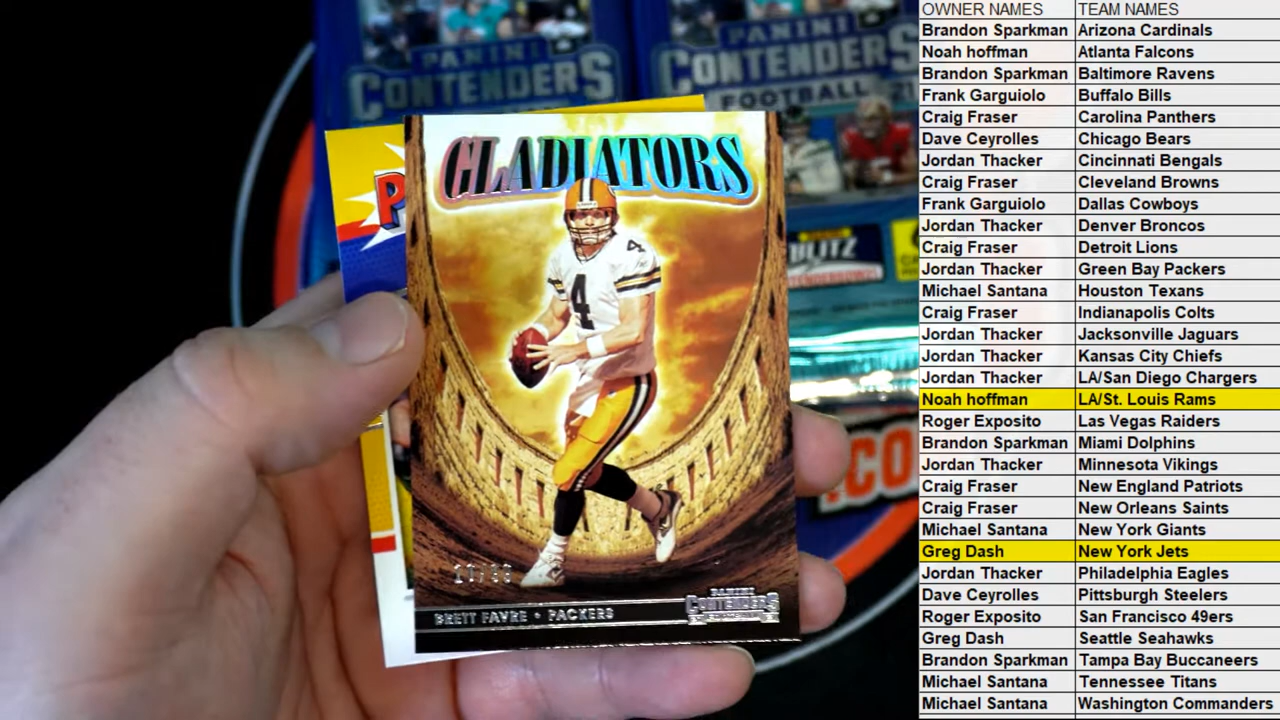 PANINI
CONTENDERS
PANINI
CONTENDERS
FOOTBALL
GLADIATORS
BLITZ
4
4
BRETT FAVRE • PACKERS
PANINI
CONTENDERS
.CO
OWNER NAMES TEAM NAMES
Brandon Sparkman Arizona Cardinals
Noah hoffman Atlanta Falcons
Brandon Sparkman Baltimore Ravens
Frank Garguiolo Buffalo Bills
Craig Fraser Carolina Panthers
Dave Ceyrolles Chicago Bears
Jordan Thacker Cincinnati Bengals
Craig Fraser Cleveland Browns
Frank Garguiolo Dallas Cowboys
Jordan Thacker Denver Broncos
Craig Fraser Detroit Lions
Jordan Thacker Green Bay Packers
Michael Santana Houston Texans
Craig Fraser Indianapolis Colts
Jordan Thacker Jacksonville Jaguars
Jordan Thacker Kansas City Chiefs
Jordan Thacker LA/San Diego Chargers
Noah hoffman LA/St. Louis Rams
Roger Exposito Las Vegas Raiders
Brandon Sparkman Miami Dolphins
Jordan Thacker Minnesota Vikings
Craig Fraser New England Patriots
Craig Fraser New Orleans Saints
Michael Santana New York Giants
Greg Dash New York Jets
Jordan Thacker Philadelphia Eagles
Dave Ceyrolles Pittsburgh Steelers
Roger Exposito San Francisco 49ers
Greg Dash Seattle Seahawks
Brandon Sparkman Tampa Bay Buccaneers
Michael Santana Tennessee Titans
Michael Santana Washington Commanders